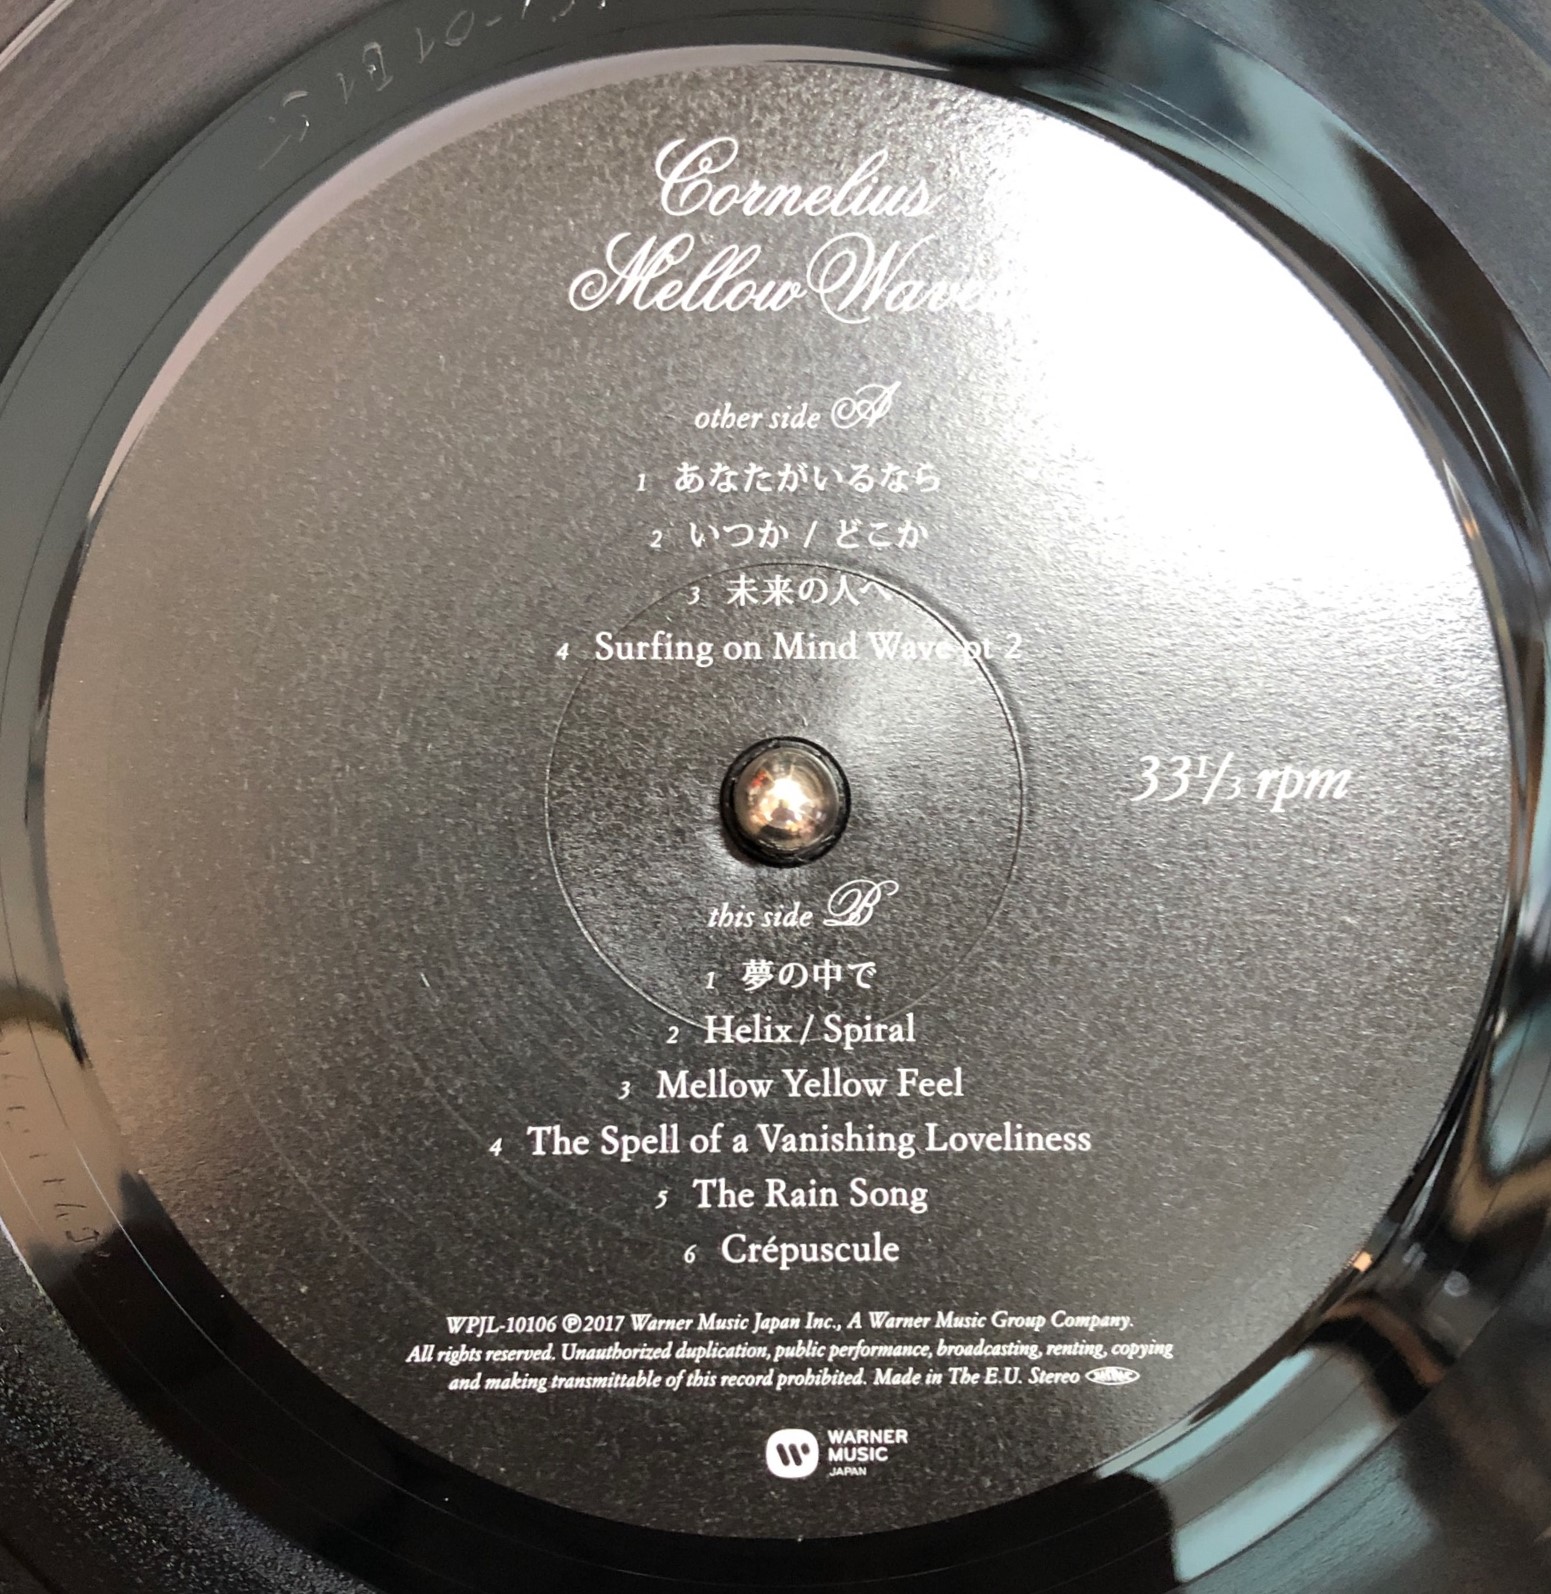 Cornelius
Mellow Waves
other side A
1 あなたがいるなら
2 いつか / どこか
3 未来の人へ
4 Surfing on Mind Wave pt 2
33 1/3 rpm
this side B
1 夢の中で
2 Helix / Spiral
3 Mellow Yellow Feel
4 The Spell of a Vanishing Loveliness
5 The Rain Song
6 Crépuscule
WPJL-10106 ℗2017 Warner Music Japan Inc., A Warner Music Group Company.
All rights reserved. Unauthorized duplication, public performance, broadcasting, renting, copying
and making transmittable of this record prohibited. Made in The E.U. Stereo
WARNER
MUSIC
JAPAN